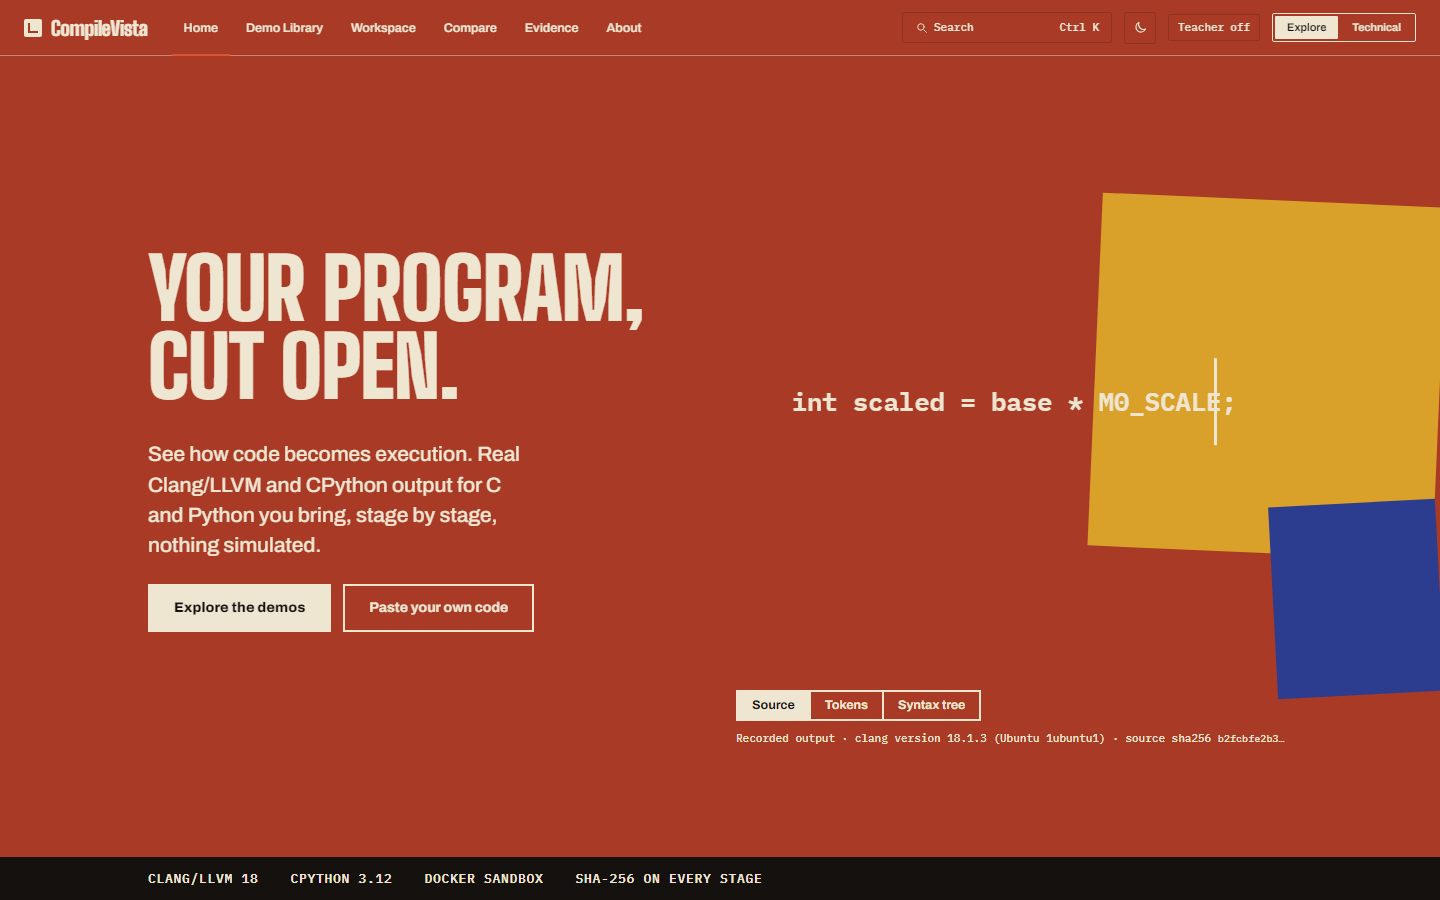 CompileVista Home Demo Library Workspace Compare Evidence About Search Ctrl K Teacher off Explore Technical
YOUR PROGRAM,
CUT OPEN.
See how code becomes execution. Real
Clang/LLVM and CPython output for C
and Python you bring, stage by stage,
nothing simulated.
Explore the demos Paste your own code
int scaled = base * M0_SCALE;
Source Tokens Syntax tree
Recorded output · clang version 18.1.3 (Ubuntu 1ubuntu1) · source sha256 b2fcbfe2b3…
CLANG/LLVM 18 CPYTHON 3.12 DOCKER SANDBOX SHA-256 ON EVERY STAGE